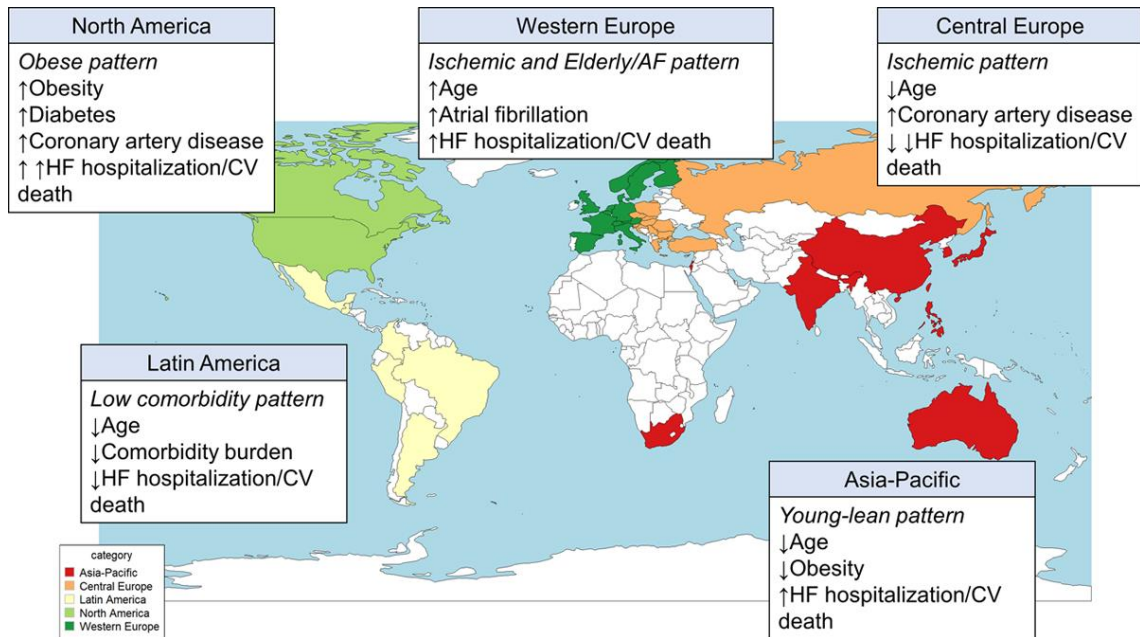 North America
Obese pattern
↑Obesity
↑Diabetes
↑Coronary artery disease
↑ ↑HF hospitalization/CV
death
Western Europe
Ischemic and Elderly/AF pattern
↑Age
↑Atrial fibrillation
↑HF hospitalization/CV death
Central Europe
Ischemic pattern
↓Age
↑Coronary artery disease
↓ ↓HF hospitalization/CV
death
Latin America
Low comorbidity pattern
↓Age
↓Comorbidity burden
↓HF hospitalization/CV
death
Asia-Pacific
Young-lean pattern
↓Age
↓Obesity
↑HF hospitalization/CV
death
category
Asia-Pacific
Central Europe
Latin America
North America
Western Europe